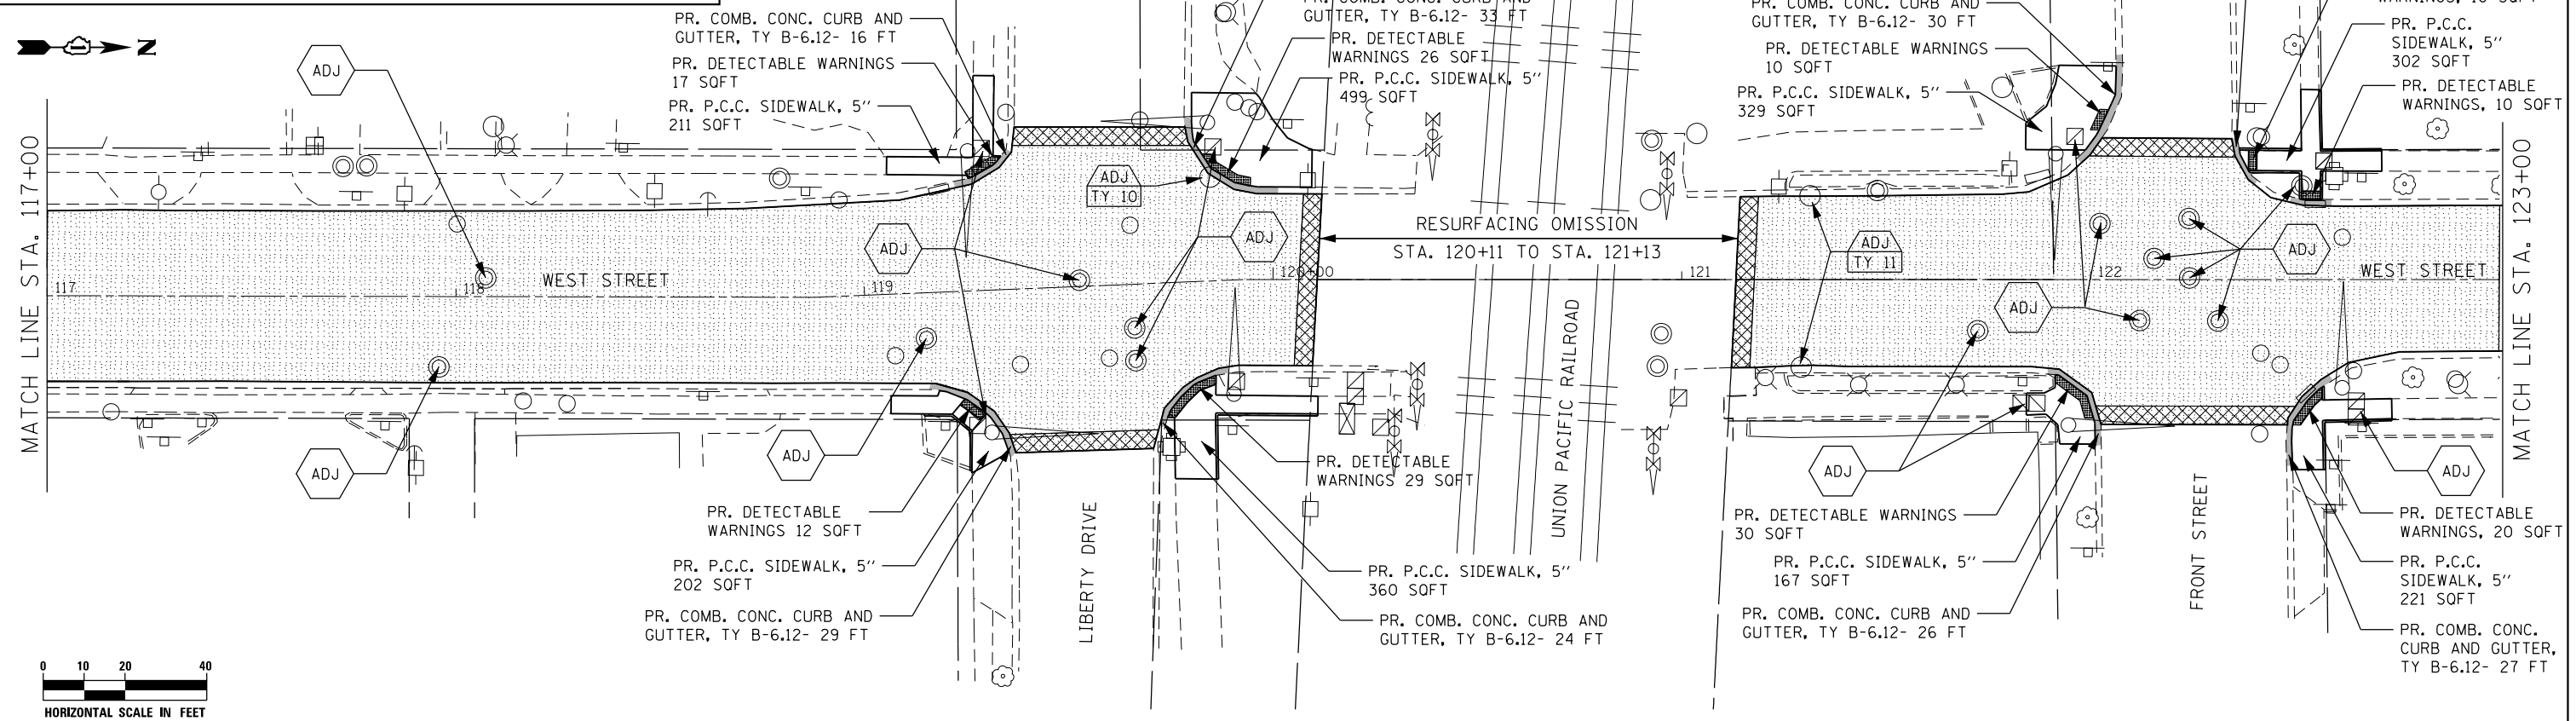 PR. COMB. CONC. CURB AND
GUTTER, TY B-6.12- 16 FT
PR. DETECTABLE WARNINGS
17 SQFT
PR. P.C.C. SIDEWALK, 5''
211 SQFT
PR. COMB. CONC. CURB AND
GUTTER, TY B-6.12- 33 FT
PR. DETECTABLE
WARNINGS 26 SQFT
PR. P.C.C. SIDEWALK, 5''
499 SQFT
PR. COMB. CONC. CURB AND
GUTTER, TY B-6.12- 30 FT
PR. DETECTABLE WARNINGS
10 SQFT
PR. P.C.C. SIDEWALK, 5''
329 SQFT
PR. P.C.C.
SIDEWALK, 5''
302 SQFT
PR. DETECTABLE
WARNINGS, 10 SQFT
N
ADJ
MATCH LINE STA. 117+00
ADJ
TY 10
ADJ
ADJ
RESURFACING OMISSION
STA. 120+11 TO STA. 121+13
ADJ
TY 11
ADJ
ADJ
117
118
WEST STREET
119
120+00
121
122
WEST STREET
MATCH LINE STA. 123+00
UNION PACIFIC RAILROAD
ADJ
ADJ
ADJ
ADJ
PR. DETECTABLE
WARNINGS 12 SQFT
PR. P.C.C. SIDEWALK, 5''
202 SQFT
PR. COMB. CONC. CURB AND
GUTTER, TY B-6.12- 29 FT
LIBERTY DRIVE
PR. DETECTABLE
WARNINGS 29 SQFT
PR. P.C.C. SIDEWALK, 5''
360 SQFT
PR. COMB. CONC. CURB AND
GUTTER, TY B-6.12- 24 FT
PR. DETECTABLE WARNINGS
30 SQFT
PR. P.C.C. SIDEWALK, 5''
167 SQFT
PR. COMB. CONC. CURB AND
GUTTER, TY B-6.12- 26 FT
FRONT STREET
PR. DETECTABLE
WARNINGS, 20 SQFT
PR. P.C.C.
SIDEWALK, 5''
221 SQFT
PR. COMB. CONC.
CURB AND GUTTER,
TY B-6.12- 27 FT
0 10 20 40
HORIZONTAL SCALE IN FEET